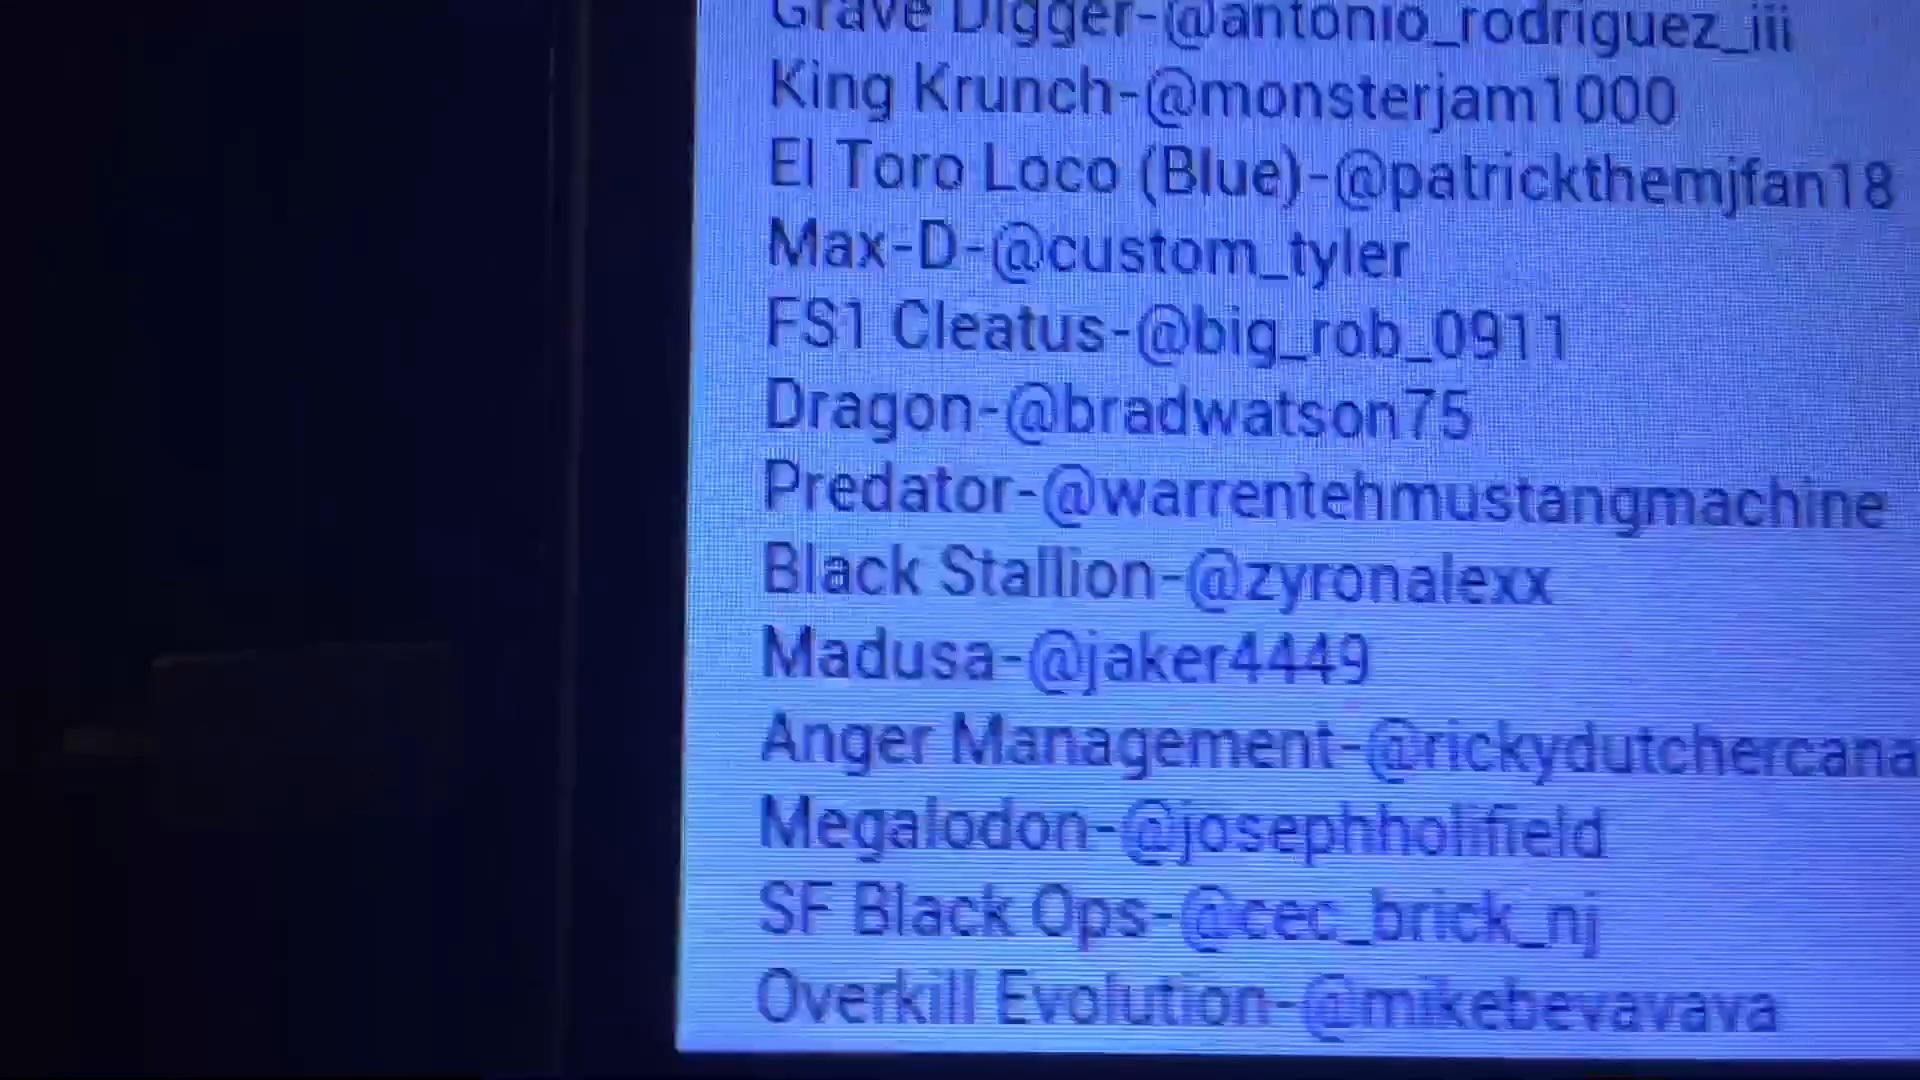 Grave Digger-@antonio_rodriguez_iii
King Krunch-@monsterjam1000
El Toro Loco (Blue)-@patrickthemjfan18
Max-D-@custom_tyler
FS1 Cleatus-@big_rob_0911
Dragon-@bradwatson75
Predator-@warrentehmustangmachine
Black Stallion-@zyronalexx
Madusa-@jaker4449
Anger Management-@rickydutchercana
Megalodon-@josephholifield
SF Black Ops-@cec_brick_nj
Overkill Evolution-@mikebevavava